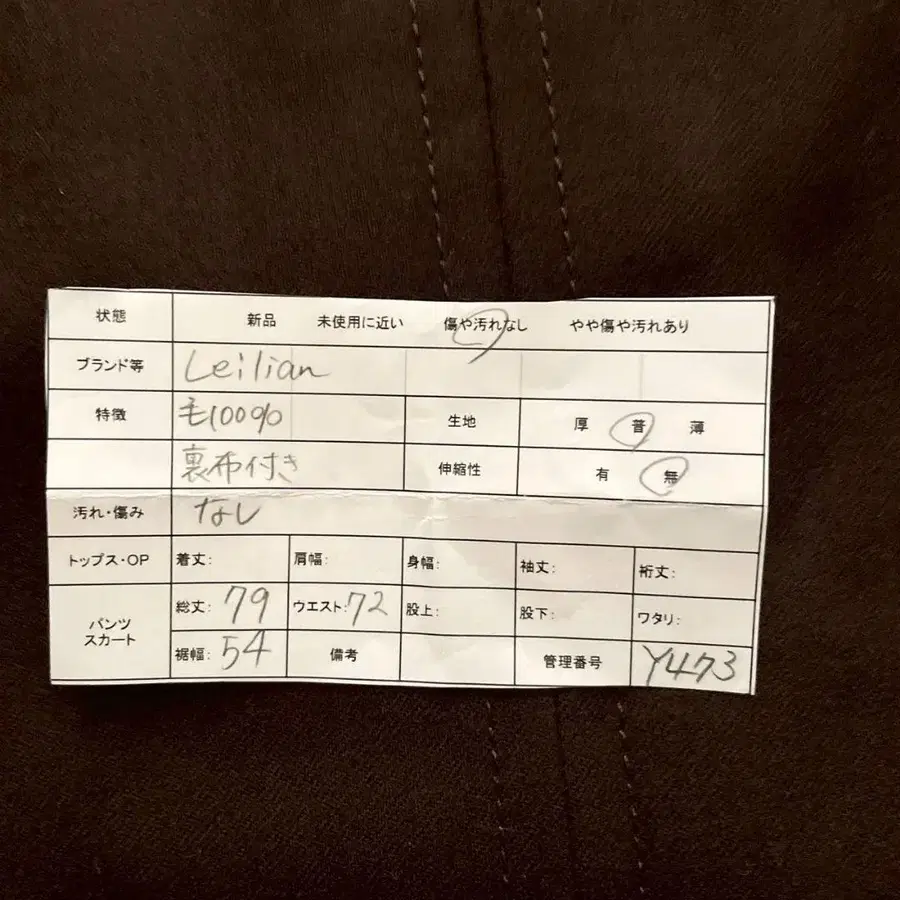 状態 新品 未使用に近い 傷や汚れなし やや傷や汚れあり
ブランド等 Leilian
特徴 毛100% 生地 厚 普 薄
裏布付き 伸縮性 有 無
汚れ・傷み なし
トップス・OP 着丈: 肩幅: 身幅: 袖丈: 裄丈:
パンツ スカート 総丈: 79 ウエスト: 72 股上: 股下: ワタリ:
裾幅: 54 備考 管理番号 Y473